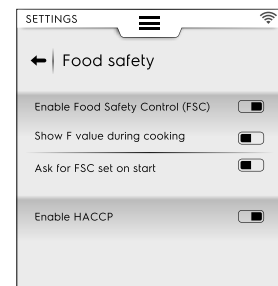 SETTINGS
Food safety
Enable Food Safety Control (FSC)
Show F value during cooking
Ask for FSC set on start
Enable HACCP